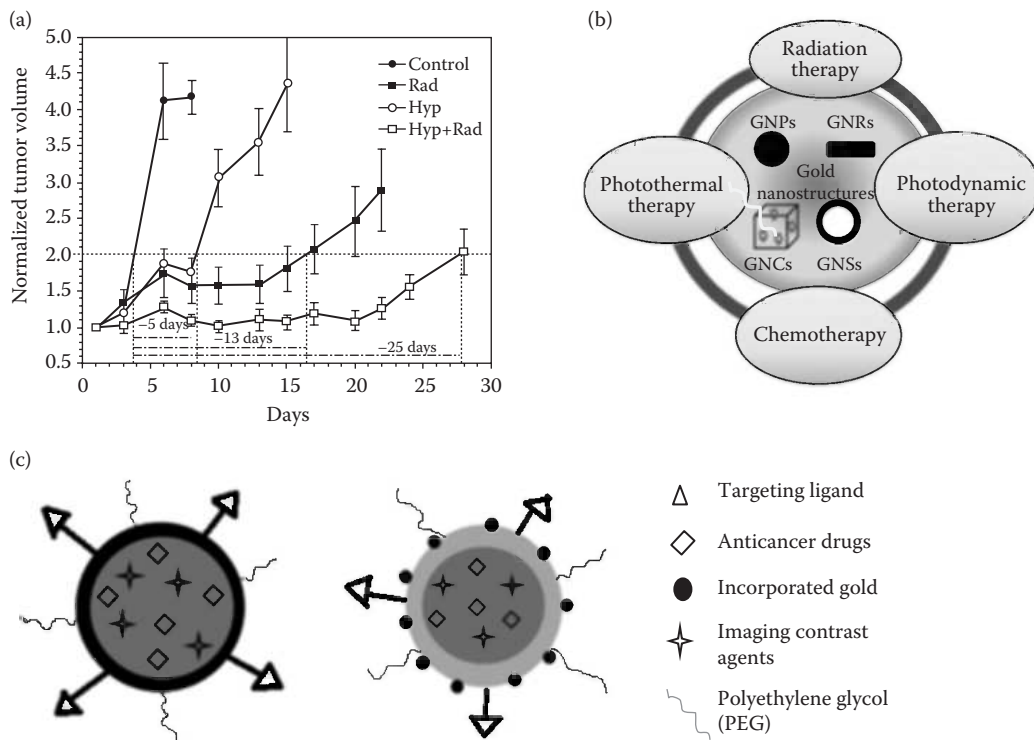 (a)
Normalized tumor volume
5.0
4.5
4.0
3.5
3.0
2.5
2.0
1.5
1.0
0.5
Control
Rad
Hyp
Hyp+Rad
~5 days
~13 days
~25 days
0
5
10
15
20
25
30
Days
(b)
Radiation
therapy
GNPs
GNRs
Gold
nanostructures
Photothermal
therapy
Photodynamic
therapy
GNCs
GNSs
Chemotherapy
(c)
Targeting ligand
Anticancer drugs
Incorporated gold
Imaging contrast
agents
Polyethylene glycol
(PEG)